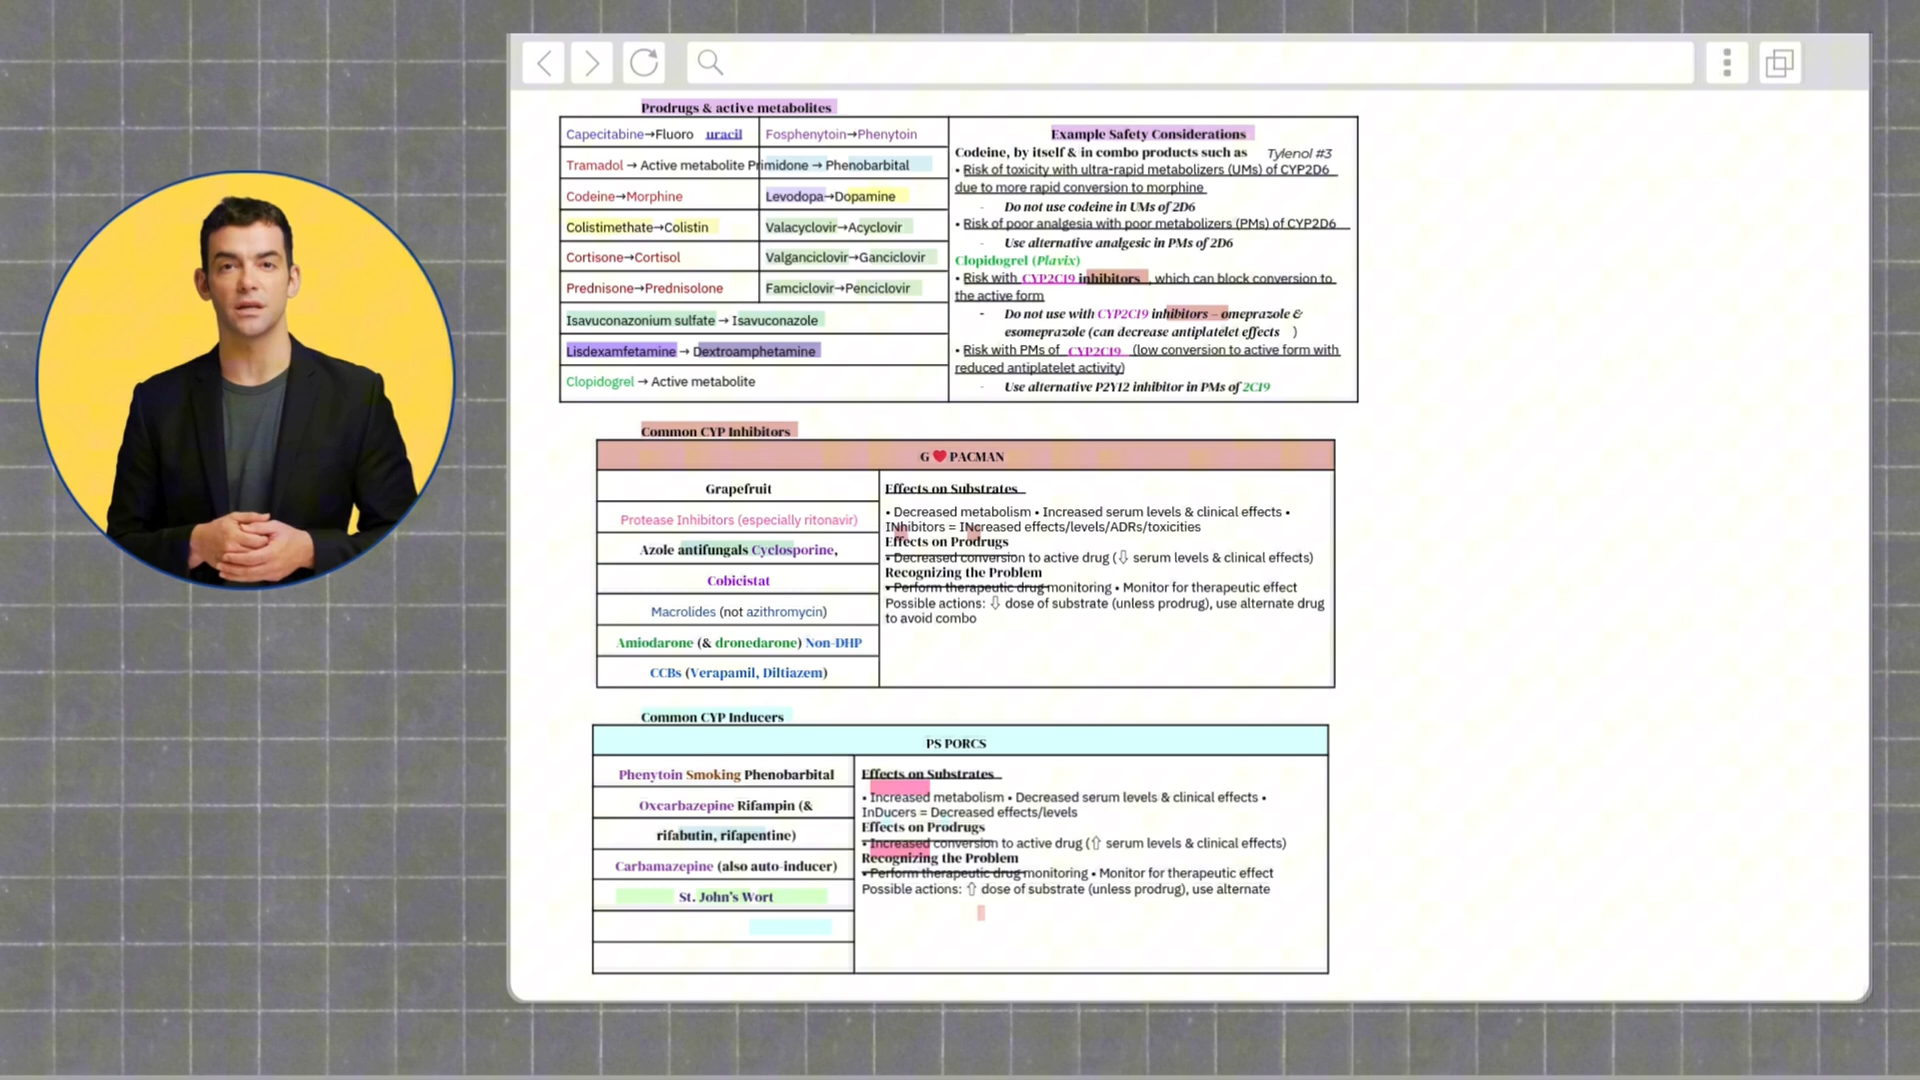 Prodrugs & active metabolites
Capecitabine→Fluoro uracil
Fosphenytoin→Phenytoin
Tramadol → Active metabolite Primidone → Phenobarbital
Codeine→Morphine
Levodopa→Dopamine
Colistimethate→Colistin
Valacyclovir→Acyclovir
Cortisone→Cortisol
Valganciclovir→Ganciclovir
Prednisone→Prednisolone
Famciclovir→Penciclovir
Isavuconazonium sulfate → Isavuconazole
Lisdexamfetamine → Dextroamphetamine
Clopidogrel → Active metabolite
Example Safety Considerations
Codeine, by itself & in combo products such as Tylenol #3
• Risk of toxicity with ultra-rapid metabolizers (UMs) of CYP2D6
due to more rapid conversion to morphine
- Do not use codeine in UMs of 2D6
• Risk of poor analgesia with poor metabolizers (PMs) of CYP2D6
- Use alternative analgesic in PMs of 2D6
Clopidogrel (Plavix)
• Risk with CYP2C19 inhibitors , which can block conversion to
the active form
- Do not use with CYP2C19 inhibitors – omeprazole &
esomeprazole (can decrease antiplatelet effects )
• Risk with PMs of CYP2C19 (low conversion to active form with
reduced antiplatelet activity)
- Use alternative P2Y12 inhibitor in PMs of 2C19
Common CYP Inhibitors
G ❤ PACMAN
Grapefruit
Protease Inhibitors (especially ritonavir)
Azole antifungals Cyclosporine,
Cobicistat
Macrolides (not azithromycin)
Amiodarone (& dronedarone) Non-DHP
CCBs (Verapamil, Diltiazem)
Effects on Substrates
• Decreased metabolism • Increased serum levels & clinical effects •
INhibitors = INcreased effects/levels/ADRs/toxicities
Effects on Prodrugs
• Decreased conversion to active drug (⇩ serum levels & clinical effects)
Recognizing the Problem
• Perform therapeutic drug monitoring • Monitor for therapeutic effect
Possible actions: ⇩ dose of substrate (unless prodrug), use alternate drug
to avoid combo
Common CYP Inducers
PS PORCS
Phenytoin Smoking Phenobarbital
Oxcarbazepine Rifampin (&
rifabutin, rifapentine)
Carbamazepine (also auto-inducer)
St. John's Wort
Effects on Substrates
• Increased metabolism • Decreased serum levels & clinical effects •
InDucers = Decreased effects/levels
Effects on Prodrugs
• Increased conversion to active drug (⇧ serum levels & clinical effects)
Recognizing the Problem
• Perform therapeutic drug monitoring • Monitor for therapeutic effect
Possible actions: ⇧ dose of substrate (unless prodrug), use alternate